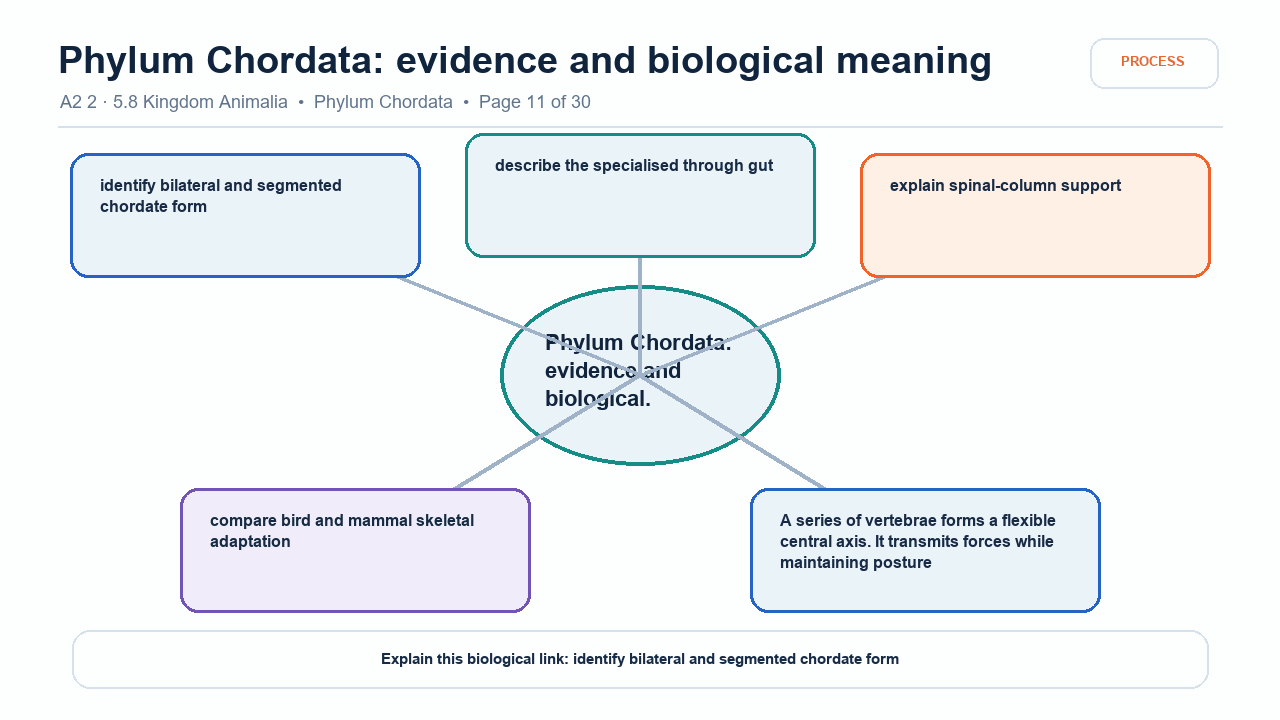 Phylum Chordata: evidence and biological meaning
PROCESS
A2 2 · 5.8 Kingdom Animalia • Phylum Chordata • Page 11 of 30
identify bilateral and segmented
chordate form
describe the specialised through gut
explain spinal-column support
Phylum Chordata:
evidence and
biological.
compare bird and mammal skeletal
adaptation
A series of vertebrae forms a flexible
central axis. It transmits forces while
maintaining posture
Explain this biological link: identify bilateral and segmented chordate form